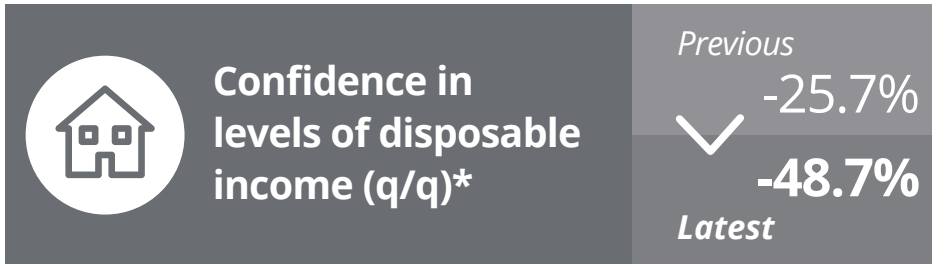 Confidence in
levels of disposable
income (q/q)*
Previous
-25.7%
-48.7%
Latest